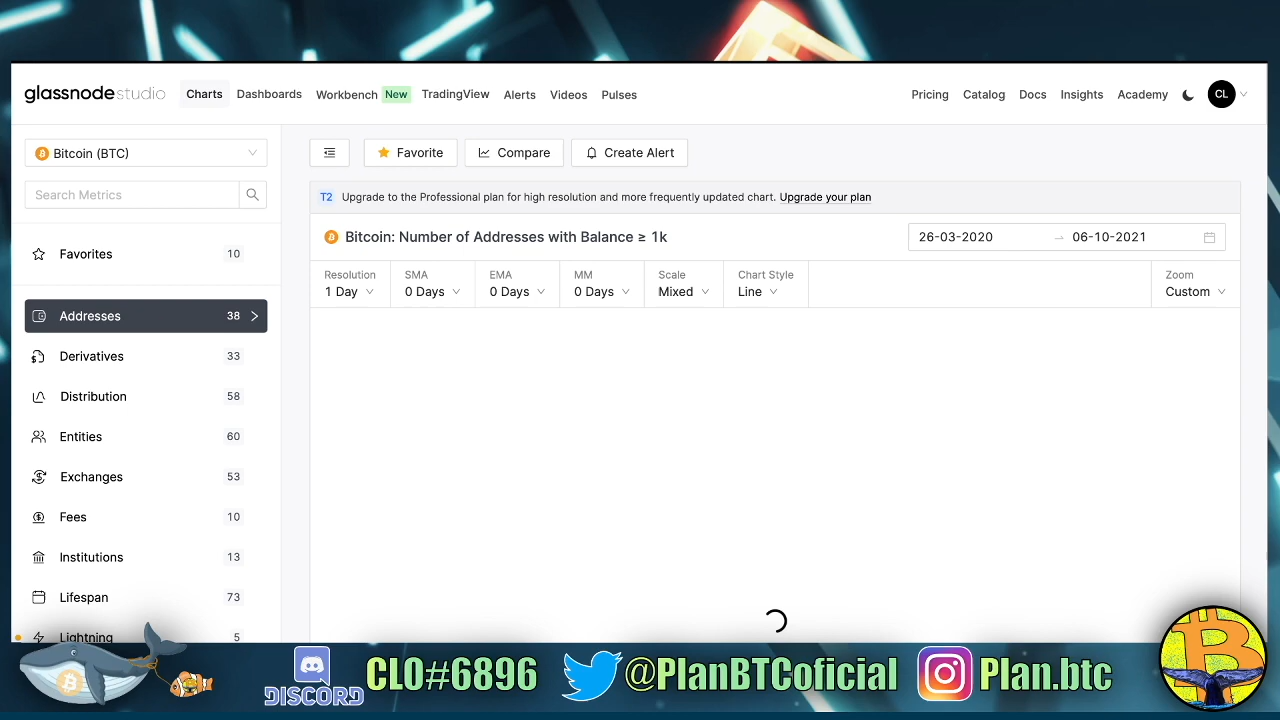 glassnodestudio Charts Dashboards Workbench New TradingView Alerts Videos Pulses Pricing Catalog Docs Insights Academy CL
Bitcoin (BTC)
Search Metrics
Favorites 10
Addresses 38
Derivatives 33
Distribution 58
Entities 60
Exchanges 53
Fees 10
Institutions 13
Lifespan 73
Lightning 5
Favorite Compare Create Alert
T2 Upgrade to the Professional plan for high resolution and more frequently updated chart. Upgrade your plan
Bitcoin: Number of Addresses with Balance ≥ 1k 26-03-2020 → 06-10-2021
Resolution SMA EMA MM Scale Chart Style Zoom
1 Day 0 Days 0 Days 0 Days Mixed Line Custom
DISCORD CLO#6896 @PlanBTCoficial Plan.btc